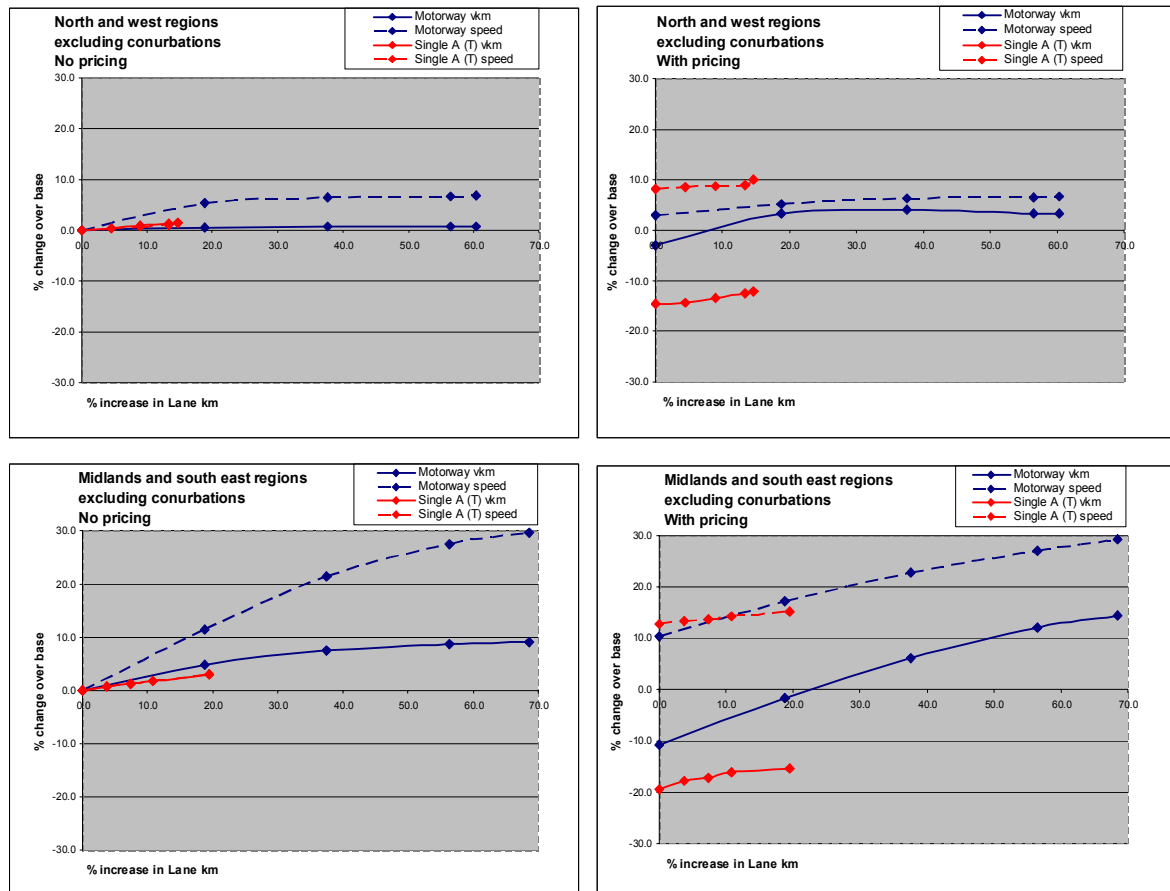 North and west regions
excluding conurbations
No pricing
Motorway vkm
Motorway speed
Single A (T) vkm
Single A (T) speed
30.0
20.0
10.0
0.0
-10.0
-20.0
-30.0
0.0 10.0 20.0 30.0 40.0 50.0 60.0 70.0
% change over base
% increase in Lane km
North and west regions
excluding conurbations
With pricing
Motorway vkm
Motorway speed
Single A (T) vkm
Single A (T) speed
30.0
20.0
10.0
0.0
-10.0
-20.0
-30.0
0.0 10.0 20.0 30.0 40.0 50.0 60.0 70.0
% change over base
% increase in Lane km
Midlands and south east regions
excluding conurbations
No pricing
Motorway vkm
Motorway speed
Single A (T) vkm
Single A (T) speed
30.0
20.0
10.0
0.0
-10.0
-20.0
-30.0
0.0 10.0 20.0 30.0 40.0 50.0 60.0 70.0
% change over base
% increase in Lane km
Midlands and south east regions
excluding conurbations
With pricing
Motorway vkm
Motorway speed
Single A (T) vkm
Single A (T) speed
30.0
20.0
10.0
0.0
-10.0
-20.0
-30.0
0.0 10.0 20.0 30.0 40.0 50.0 60.0 70.0
% change over base
% increase in Lane km